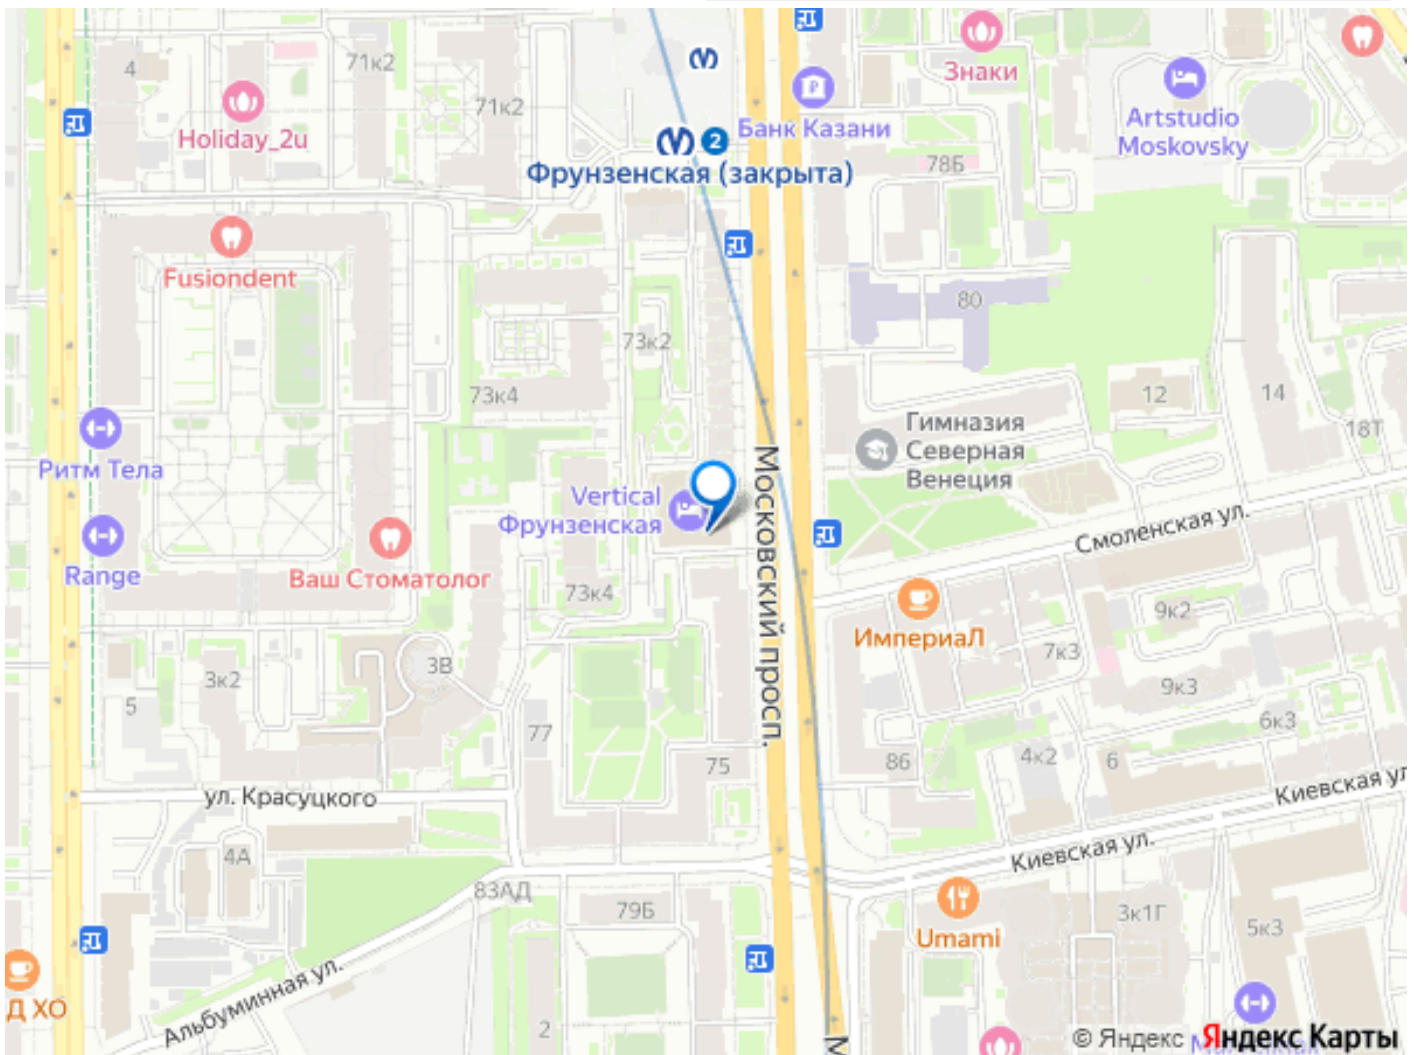 4
71к2
71к2
Holiday_2u
Знаки
Банк Казани
Artstudio
Moskovsky
2
Фрунзенская (закрыта)
78Б
Fusiondent
80
73к2
73к4
12
14
18Т
Гимназия
Северная
Венеция
Ритм Тела
Vertical
Фрунзенская
Московский просп.
Смоленская ул.
Range
Ваш Стоматолог
73к4
ИмпериаЛ
9к2
7к3
3В
3к2
5
9к3
6к3
77
75
86
4к2
6
ул. Красуцкого
Киевская ул
Киевская ул.
4А
83АД
79Б
3к1Г
5к3
Umami
Д ХО
Альбуминная ул.
2
М
© Яндекс Яндекс Карты